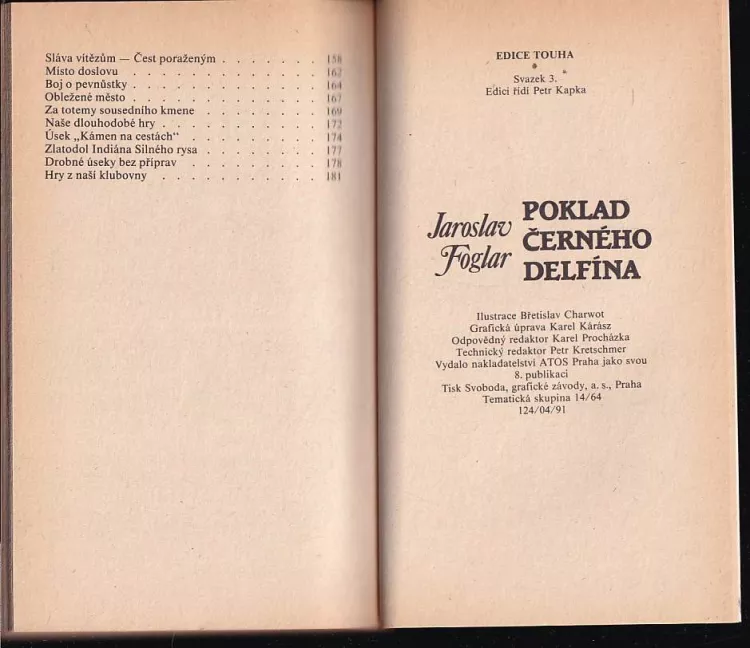 Sláva vítězům — Čest poraženým . . . . . . . 158
Místo doslovu . . . . . . . . . . . . . 162
Boj o pevnůstky . . . . . . . . . . . . . 164
Obležené město . . . . . . . . . . . . . 167
Za totemy sousedního kmene . . . . . . . . 169
Naše dlouhodobé hry . . . . . . . . . . . 172
Úsek „Kámen na cestách“ . . . . . . . . . 174
Zlatodol Indiána Silného rysa . . . . . . . . 177
Drobné úseky bez příprav . . . . . . . . . 178
Hry z naší klubovny . . . . . . . . . . . 181
EDICE TOUHA
Svazek 3.
Edici řídí Petr Kapka
Jaroslav Foglar
POKLAD
ČERNÉHO
DELFÍNA
Ilustrace Břetislav Charwot
Grafická úprava Karel Kárász
Odpovědný redaktor Karel Procházka
Technický redaktor Petr Kretschmer
Vydalo nakladatelství ATOS Praha jako svou
8. publikaci
Tisk Svoboda, grafické závody, a. s., Praha
Tematická skupina 14/64
124/04/91